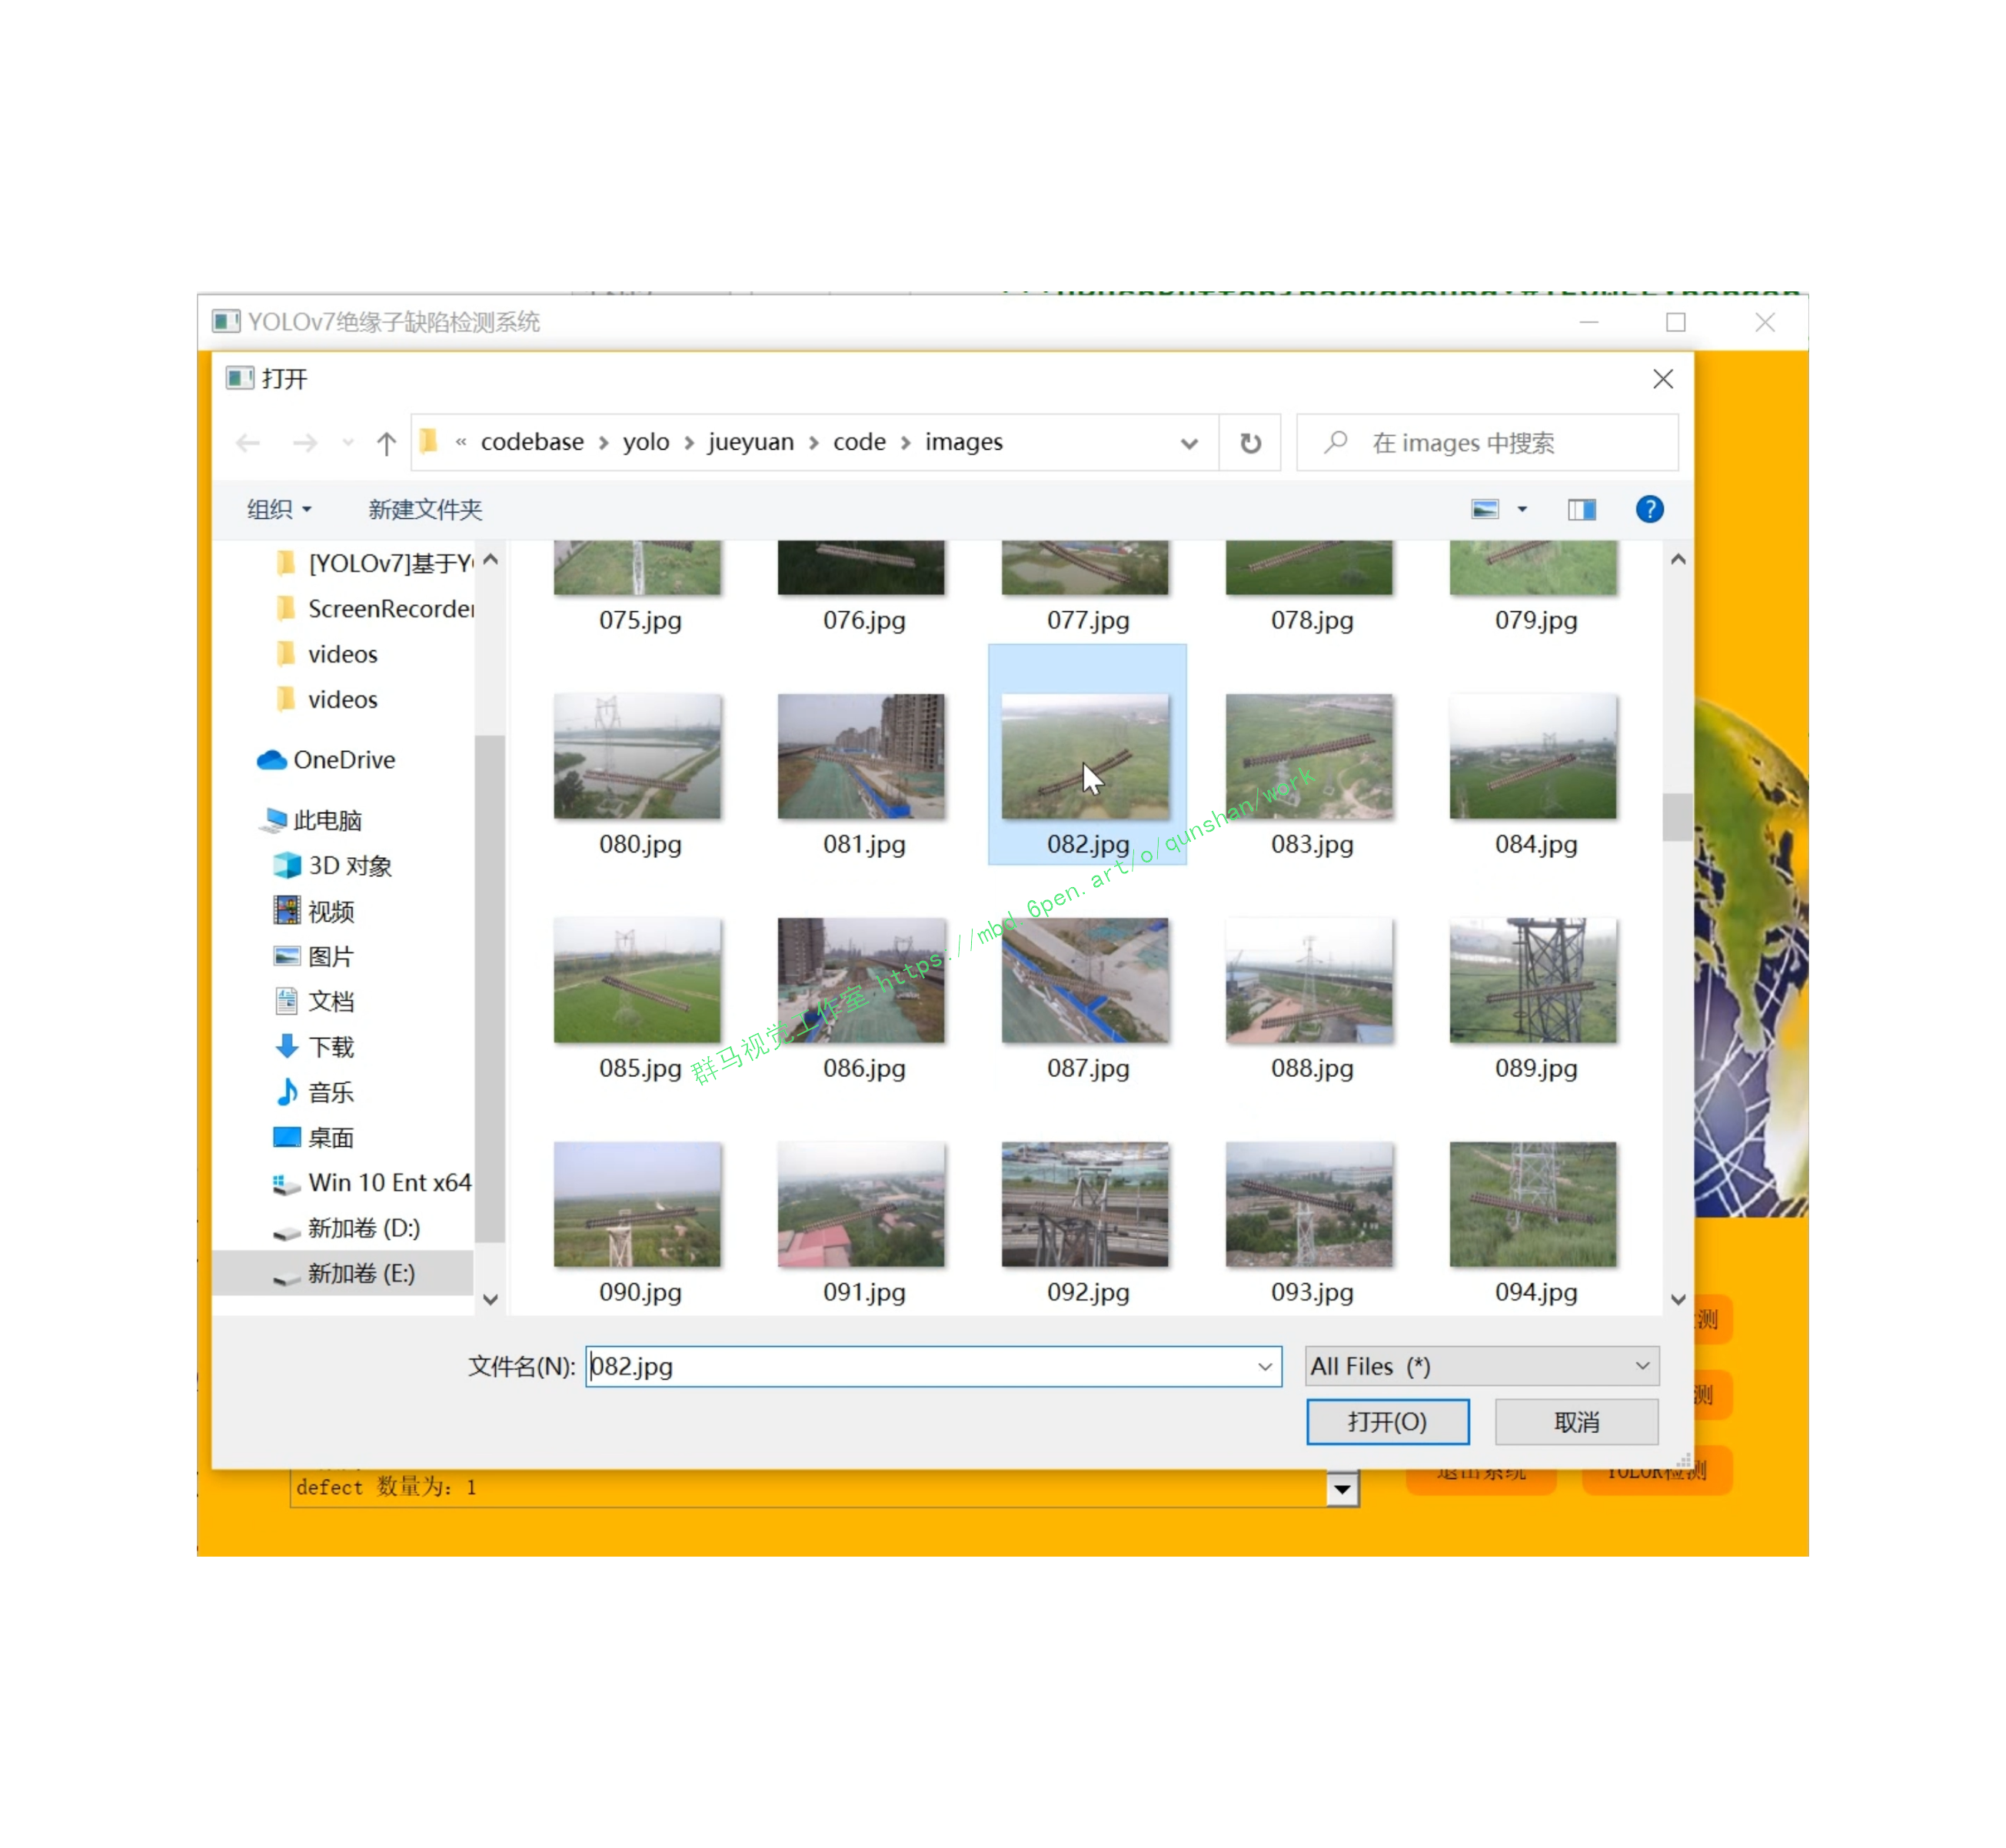 YOLOv7绝缘子缺陷检测系统
打开
« codebase › yolo › jueyuan › code › images
在 images 中搜索
组织
新建文件夹
[YOLOv7]基于Y
ScreenRecorder
videos
videos
OneDrive
此电脑
3D 对象
视频
图片
文档
下载
音乐
桌面
Win 10 Ent x64
新加卷 (D:)
新加卷 (E:)
075.jpg 076.jpg 077.jpg 078.jpg 079.jpg
080.jpg 081.jpg 082.jpg 083.jpg 084.jpg
085.jpg 086.jpg 087.jpg 088.jpg 089.jpg
090.jpg 091.jpg 092.jpg 093.jpg 094.jpg
群马视觉工作室 https://mbd.6pen.art/o/qunshan/work
文件名(N): 082.jpg
All Files (*)
打开(O)
取消
测
测
defect 数量为: 1
退出系统
YOLOR检测